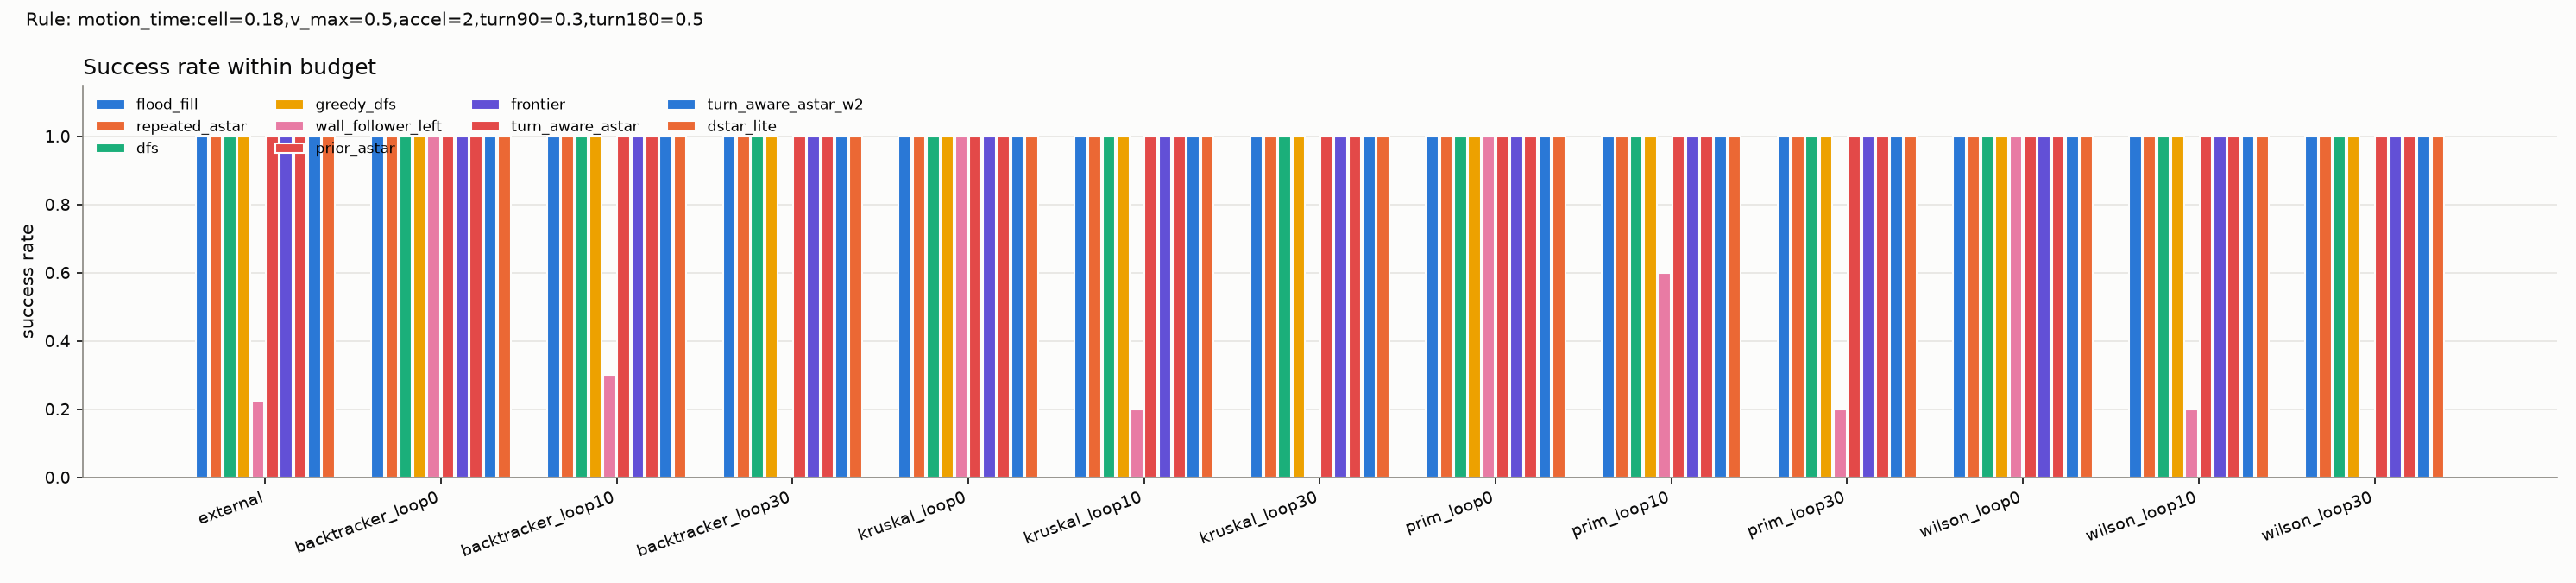 Rule: motion_time:cell=0.18,v_max=0.5,accel=2,turn90=0.3,turn180=0.5
Success rate within budget
flood_fill
repeated_astar
dfs
greedy_dfs
wall_follower_left
prior_astar
frontier
turn_aware_astar
turn_aware_astar_w2
dstar_lite
success rate
1.0
0.8
0.6
0.4
0.2
0.0
external
backtracker_loop0
backtracker_loop10
backtracker_loop30
kruskal_loop0
kruskal_loop10
kruskal_loop30
prim_loop0
prim_loop10
prim_loop30
wilson_loop0
wilson_loop10
wilson_loop30